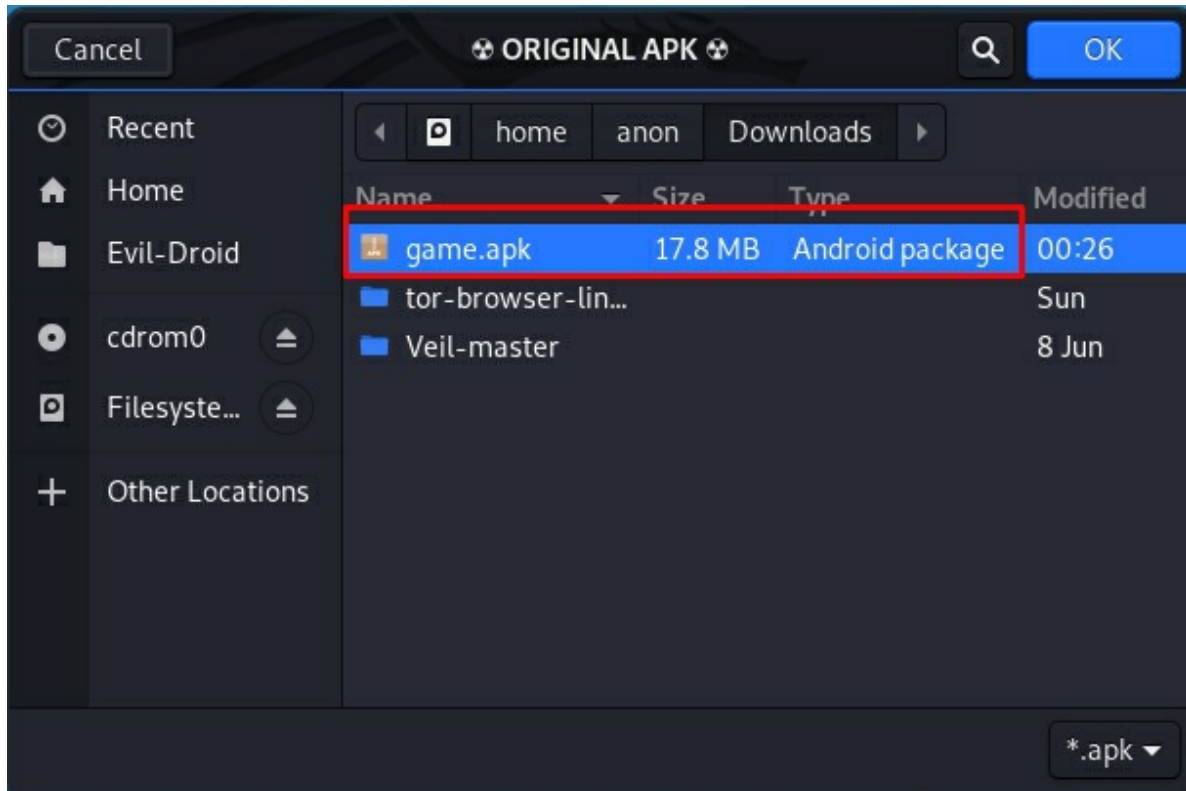 Cancel ☢ ORIGINAL APK ☢ OK
Recent
Home
Evil-Droid
cdrom0
Filesyste...
Other Locations
home anon Downloads
Name Size Type Modified
game.apk 17.8 MB Android package 00:26
tor-browser-lin... Sun
Veil-master 8 Jun
*.apk